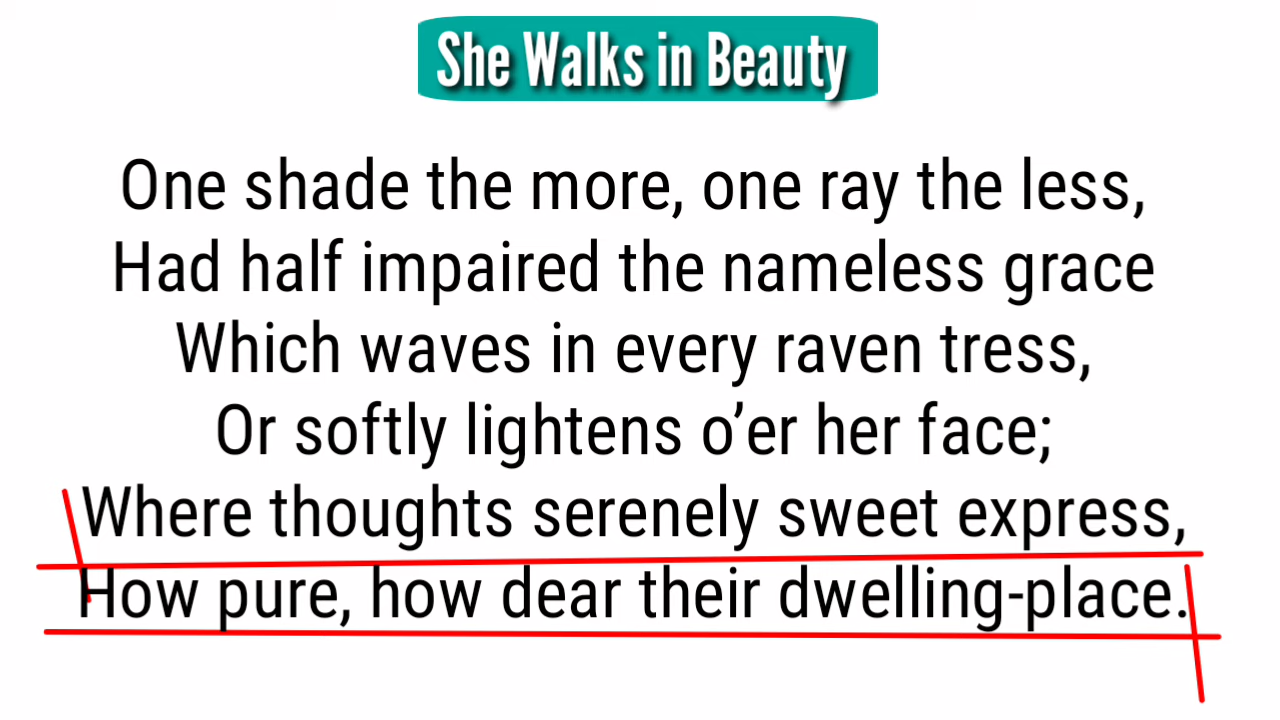 She Walks in Beauty
One shade the more, one ray the less,
Had half impaired the nameless grace
Which waves in every raven tress,
Or softly lightens o’er her face;
Where thoughts serenely sweet express,
How pure, how dear their dwelling-place.